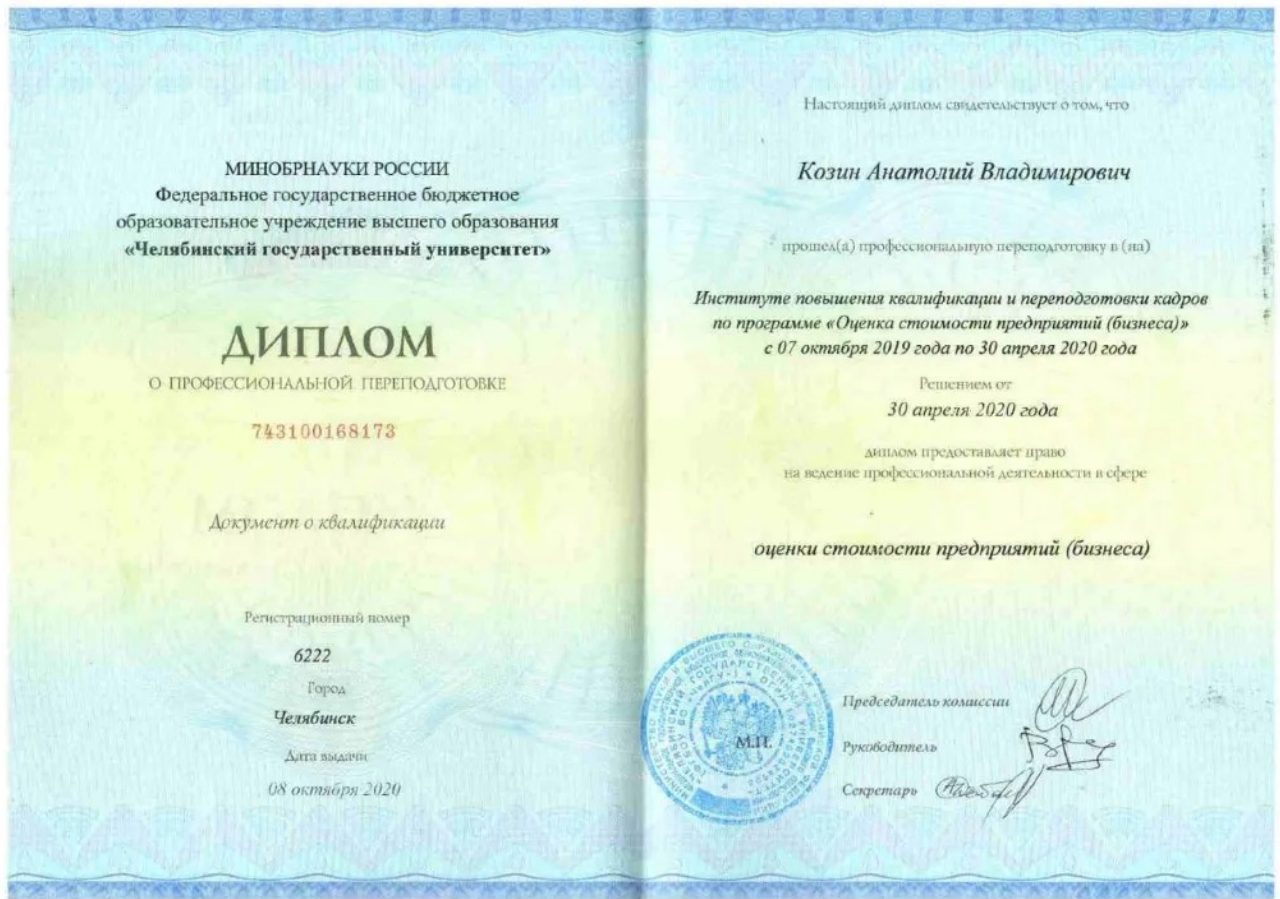 МИНОБРНАУКИ РОССИИ
Федеральное государственное бюджетное
образовательное учреждение высшего образования
«Челябинский государственный университет»
ДИПЛОМ
О ПРОФЕССИОНАЛЬНОЙ ПЕРЕПОДГОТОВКЕ
743100168173
Документ о квалификации
Регистрационный номер
6222
Город
Челябинск
Дата выдачи
08 октября 2020
Настоящий диплом свидетельствует о том, что
Козин Анатолий Владимирович
прошел(а) профессиональную переподготовку в (на)
Институте повышения квалификации и переподготовки кадров
по программе «Оценка стоимости предприятий (бизнеса)»
с 07 октября 2019 года по 30 апреля 2020 года
Решением от
30 апреля 2020 года
диплом предоставляет право
на ведение профессиональной деятельности в сфере
оценки стоимости предприятий (бизнеса)
М.П.
Председатель комиссии
Руководитель
Секретарь